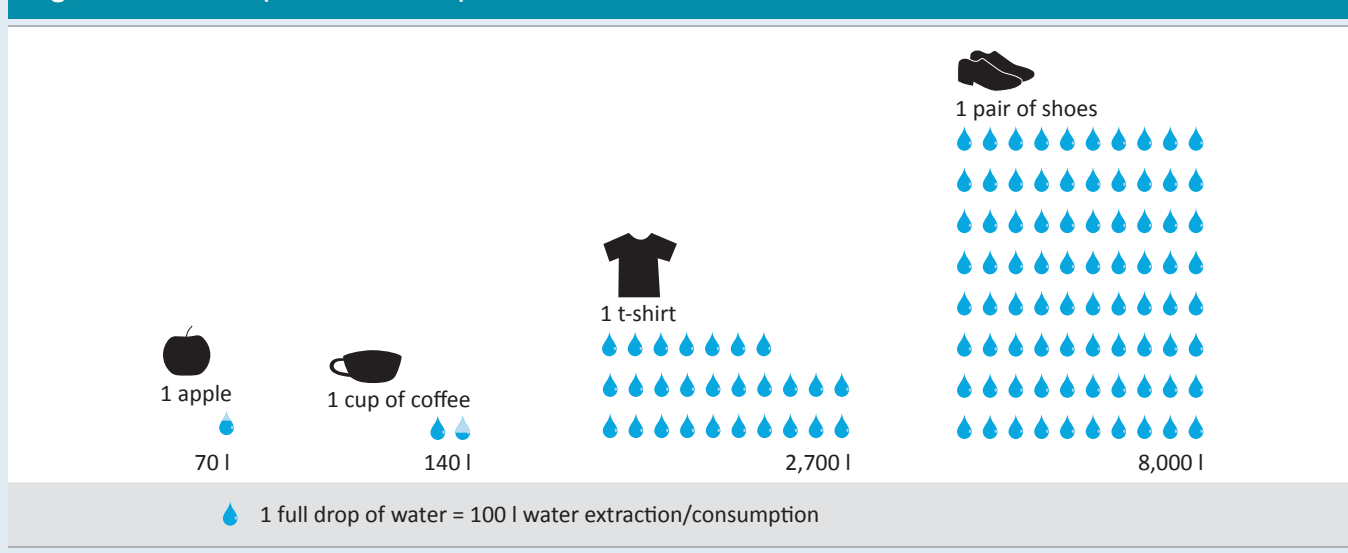 1 pair of shoes
1 t-shirt
1 apple
1 cup of coffee
70 l
140 l
2,700 l
8,000 l
1 full drop of water = 100 l water extraction/consumption